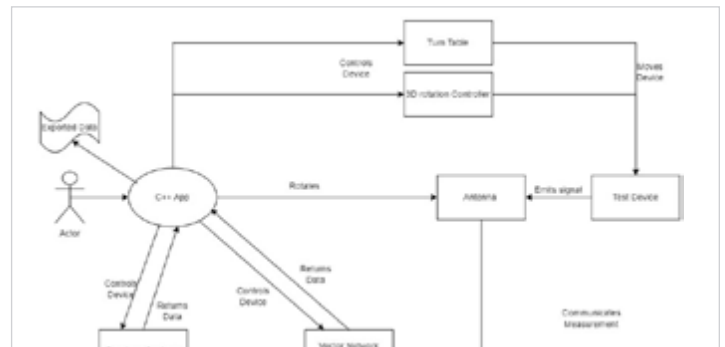 Turn Table
Controls
Device
Moves
Device
3D rotation Controller
Exported Data
C++ App
Rotates
Antenna
Emits signal
Test Device
Actor
Controls
Device
Returns
Data
Controls
Device
Returns
Data
Communicates
Measurement
Vector Network